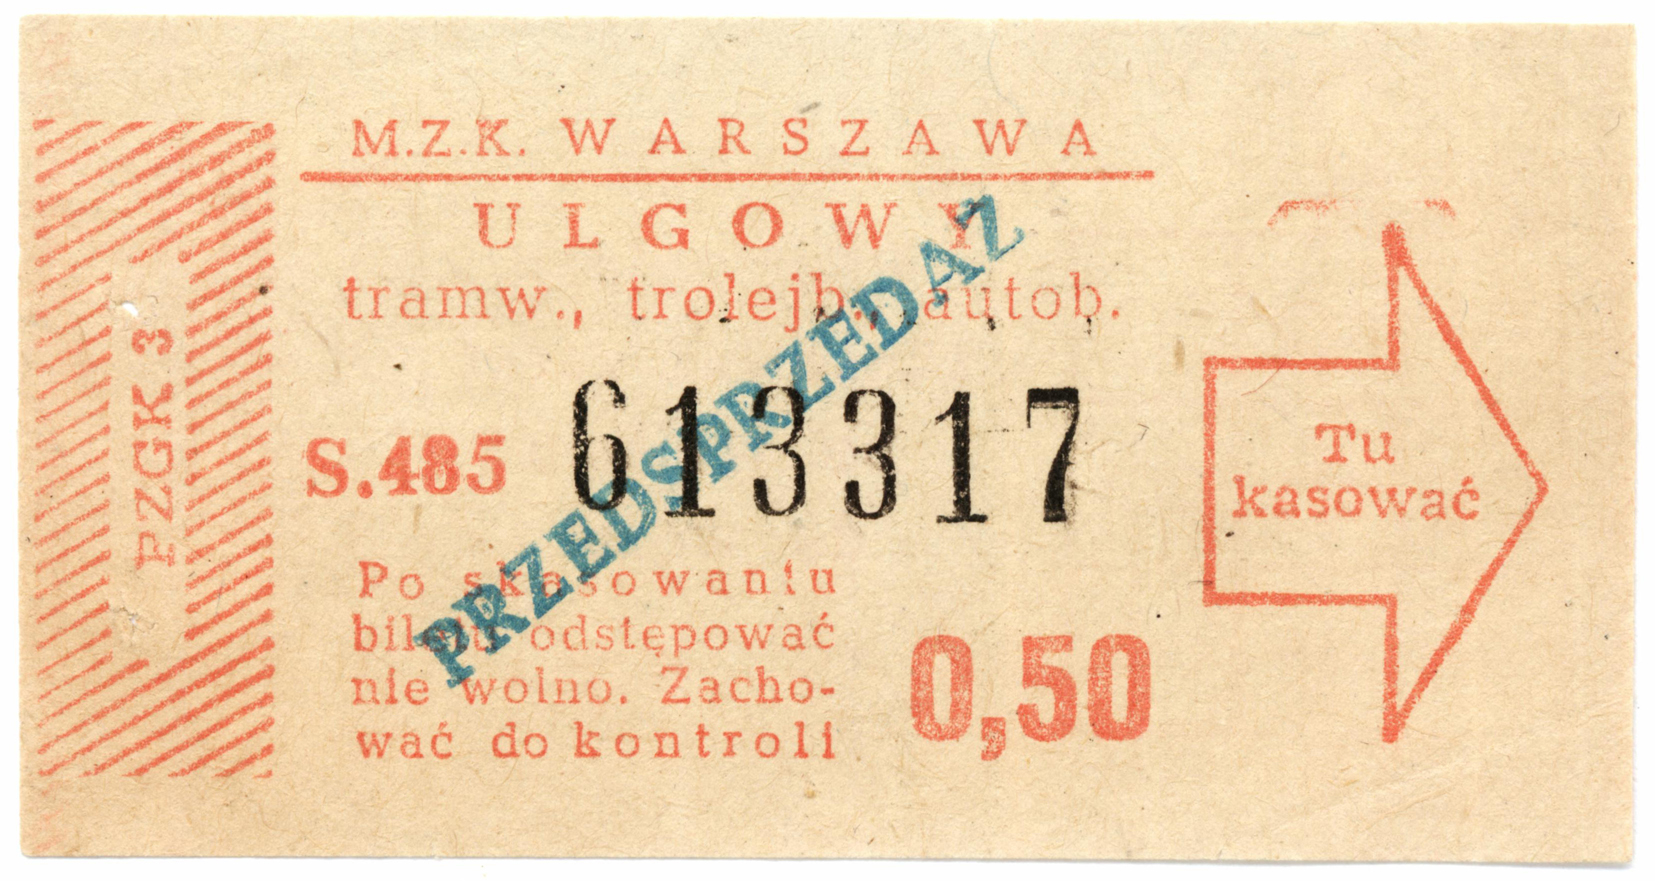 M.Z.K. WARSZAWA
ULGOWY
tramw., trolejb., autob.
PRZEDSPRZEDAZ
PZGK 3
S.485 613317
Tu
kasować
Po skasowaniu
biletu odstępować
nie wolno. Zacho-
wać do kontroli
0,50